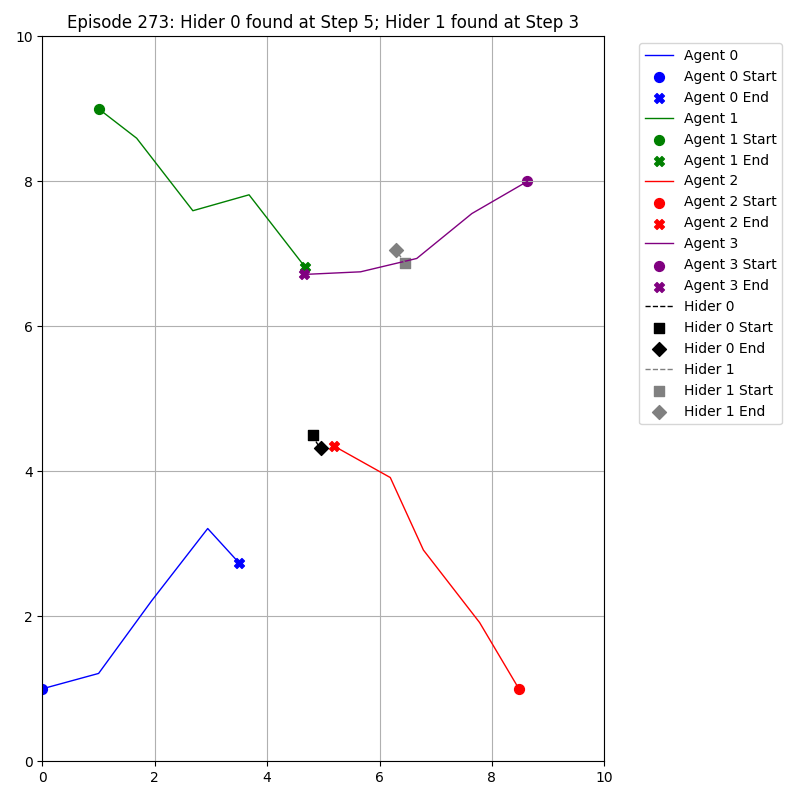 Episode 273: Hider 0 found at Step 5; Hider 1 found at Step 3
10
8
6
4
2
0
0 2 4 6 8 10
Agent 0
Agent 0 Start
Agent 0 End
Agent 1
Agent 1 Start
Agent 1 End
Agent 2
Agent 2 Start
Agent 2 End
Agent 3
Agent 3 Start
Agent 3 End
Hider 0
Hider 0 Start
Hider 0 End
Hider 1
Hider 1 Start
Hider 1 End